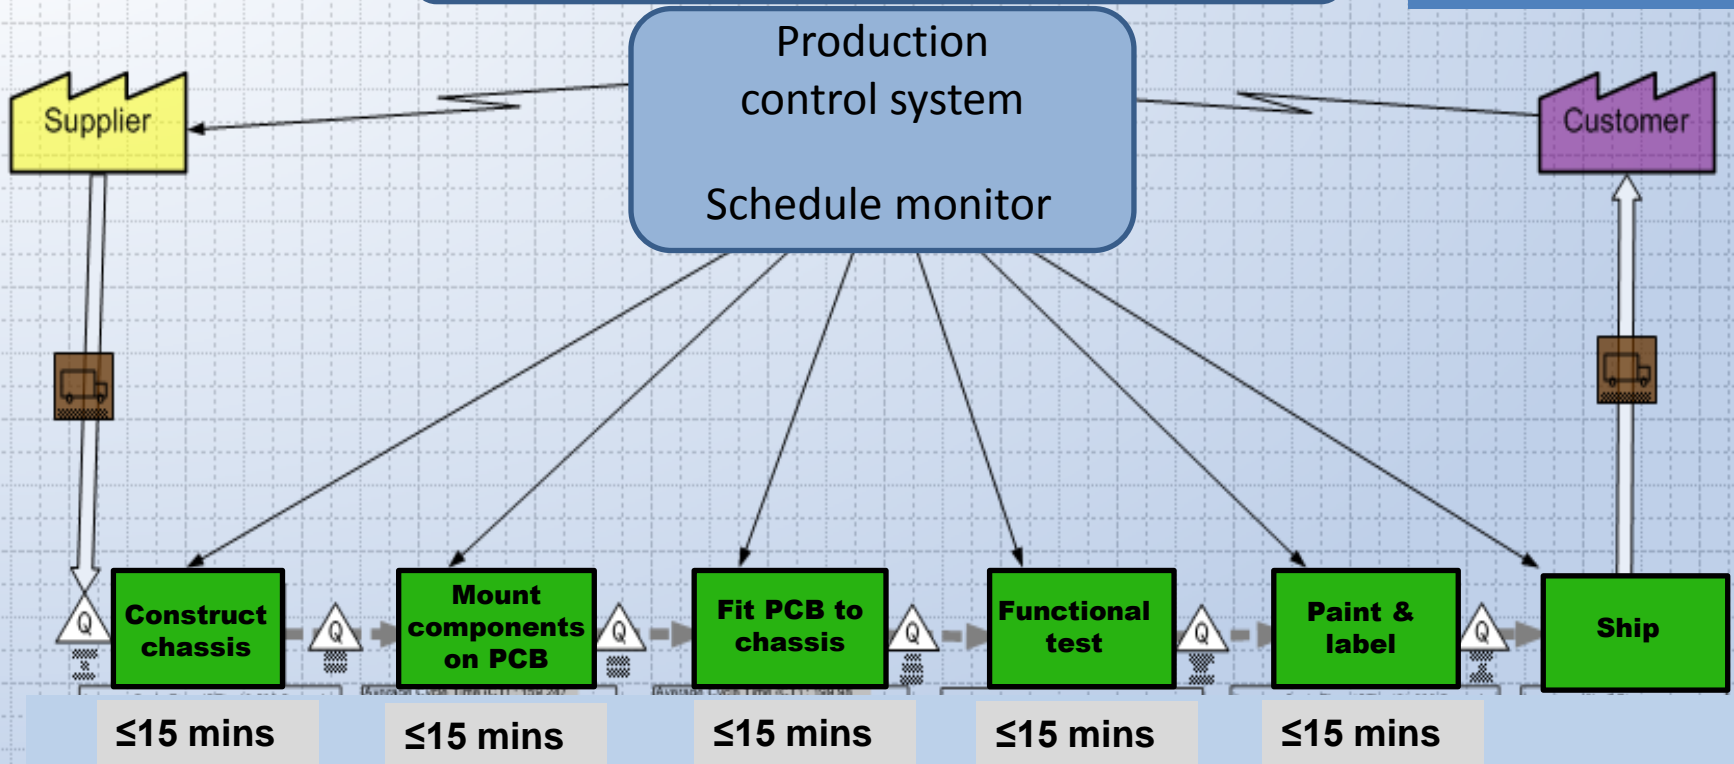 Production
control system
Schedule monitor
Supplier
Customer
Q
Construct
chassis
Q
Mount
components
on PCB
Q
Fit PCB to
chassis
Q
Functional
test
Q
Paint &
label
Q
Ship
≤15 mins
≤15 mins
≤15 mins
≤15 mins
≤15 mins